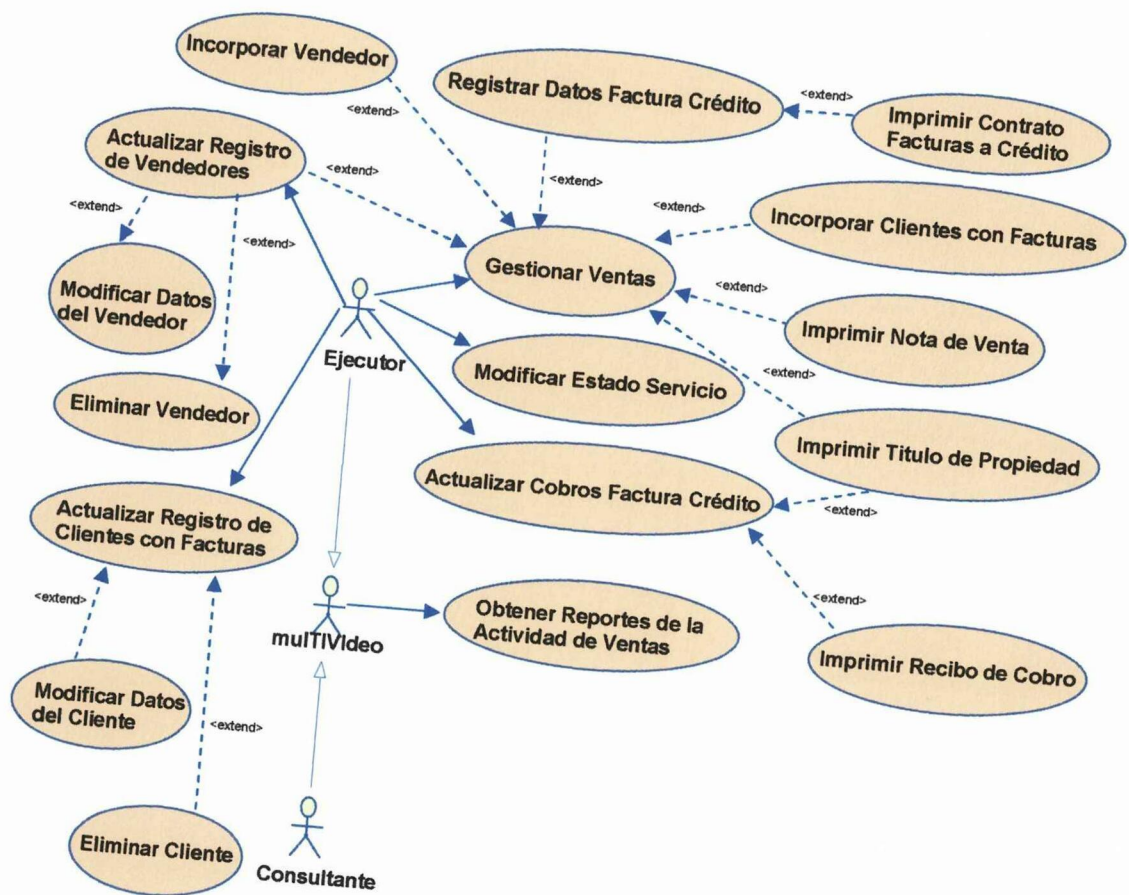 Incorporar Vendedor
Registrar Datos Factura Crédito
<extend>
<extend>
Imprimir Contrato
Facturas a Crédito
Actualizar Registro
de Vendedores
<extend>
<extend>
<extend>
Incorporar Clientes con Facturas
<extend>
<extend>
Gestionar Ventas
<extend>
Modificar Datos
del Vendedor
Imprimir Nota de Venta
Ejecutor
Modificar Estado Servicio
<extend>
Eliminar Vendedor
Imprimir Titulo de Propiedad
Actualizar Cobros Factura Crédito
<extend>
Actualizar Registro de
Clientes con Facturas
<extend>
<extend>
mulTIVideo
Obtener Reportes de la
Actividad de Ventas
Imprimir Recibo de Cobro
Modificar Datos
del Cliente
<extend>
Eliminar Cliente
Consultante